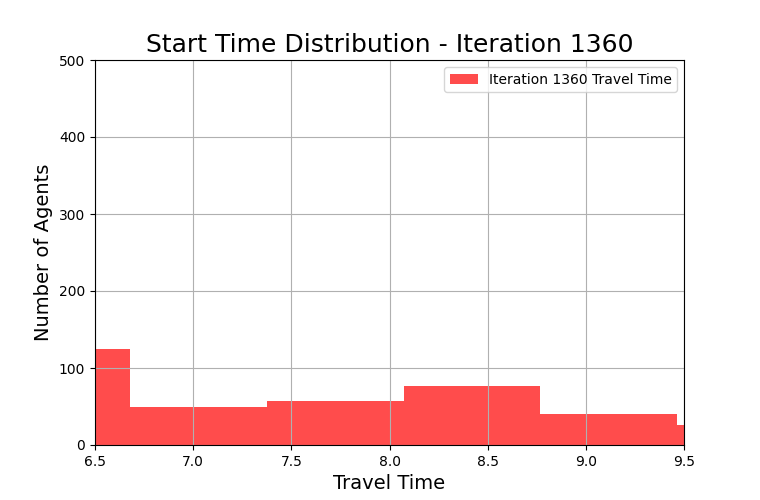 Start Time Distribution - Iteration 1360
Iteration 1360 Travel Time
Number of Agents
500
400
300
200
100
0
6.5 7.0 7.5 8.0 8.5 9.0 9.5
Travel Time